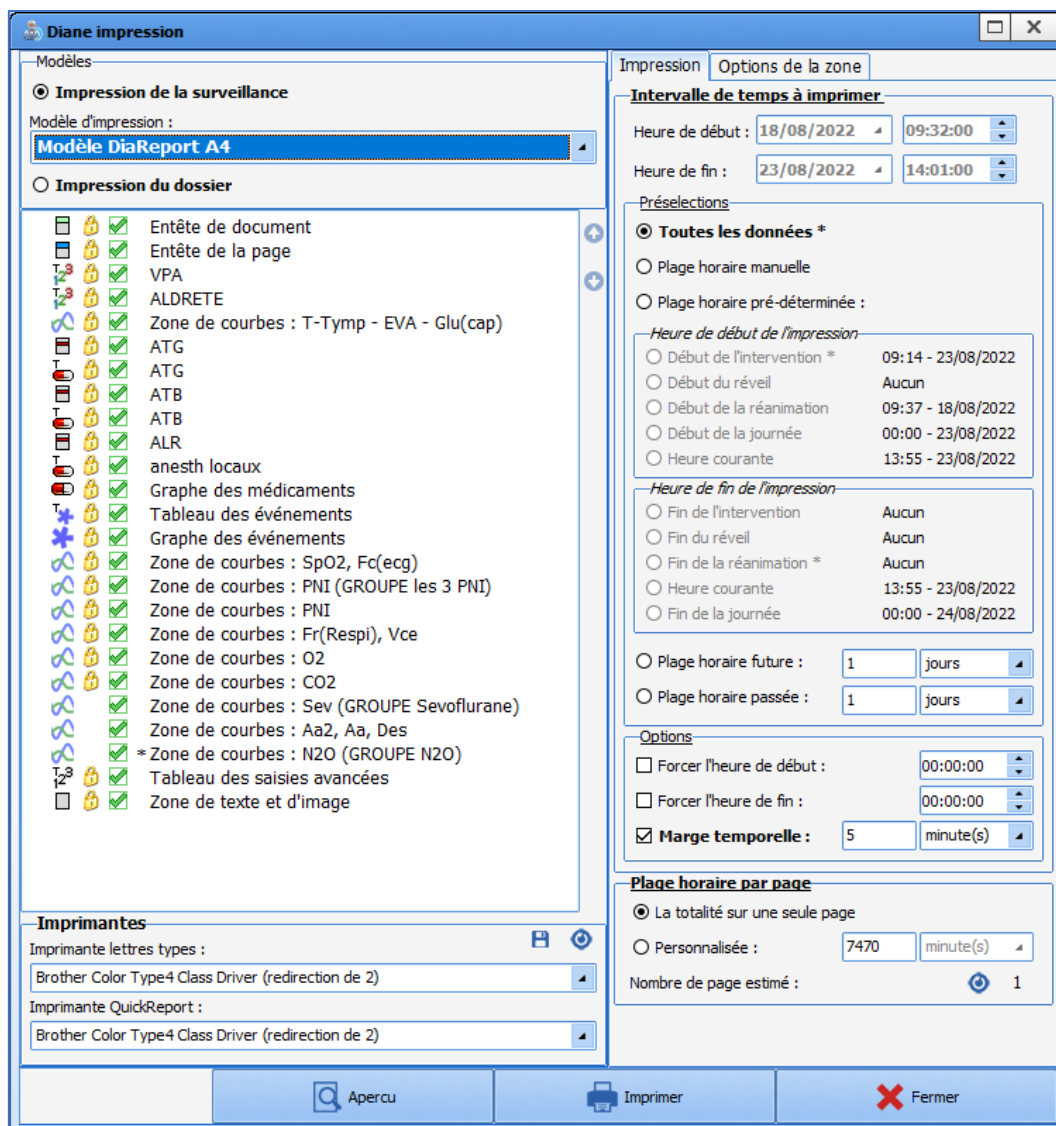 Diane impression
Modèles
Impression de la surveillance
Modèle d'impression :
Modèle DiaReport A4
Impression du dossier
Entête de document
Entête de la page
VPA
ALDRETE
Zone de courbes : T-Tymp - EVA - Glu(cap)
ATG
ATG
ATB
ATB
ALR
anesth locaux
Graphe des médicaments
Tableau des événements
Graphe des événements
Zone de courbes : SpO2, Fc(ecg)
Zone de courbes : PNI (GROUPE les 3 PNI)
Zone de courbes : PNI
Zone de courbes : Fr(Respi), Vce
Zone de courbes : O2
Zone de courbes : CO2
Zone de courbes : Sev (GROUPE Sevoflurane)
Zone de courbes : Aa2, Aa, Des
* Zone de courbes : N2O (GROUPE N2O)
Tableau des saisies avancées
Zone de texte et d'image
Imprimantes
Imprimante lettres types :
Brother Color Type4 Class Driver (redirection de 2)
Imprimante QuickReport :
Brother Color Type4 Class Driver (redirection de 2)
Impression Options de la zone
Intervalle de temps à imprimer
Heure de début : 18/08/2022 09:32:00
Heure de fin : 23/08/2022 14:01:00
Préselections
Toutes les données *
Plage horaire manuelle
Plage horaire pré-déterminée :
Heure de début de l'impression
Début de l'intervention * 09:14 - 23/08/2022
Début du réveil Aucun
Début de la réanimation 09:37 - 18/08/2022
Début de la journée 00:00 - 23/08/2022
Heure courante 13:55 - 23/08/2022
Heure de fin de l'impression
Fin de l'intervention Aucun
Fin du réveil Aucun
Fin de la réanimation * Aucun
Heure courante 13:55 - 23/08/2022
Fin de la journée 00:00 - 24/08/2022
Plage horaire future : 1 jours
Plage horaire passée : 1 jours
Options
Forcer l'heure de début : 00:00:00
Forcer l'heure de fin : 00:00:00
Marge temporelle : 5 minute(s)
Plage horaire par page
La totalité sur une seule page
Personnalisée : 7470 minute(s)
Nombre de page estimé : 1
Apercu Imprimer Fermer